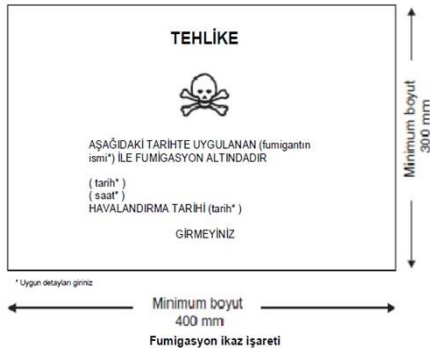 TEHLİKE
AŞAĞIDAKİ TARİHTE UYGULANAN (fumigantın
ismi*) İLE FUMİGASYON ALTINDADIR
( tarih* )
( saat* )
HAVALANDIRMA TARİHİ (tarih* )
GİRMEYİNİZ
Minimum boyut
300 mm
* Uygun detayları giriniz
Minimum boyut
400 mm
Fumigasyon ikaz işareti